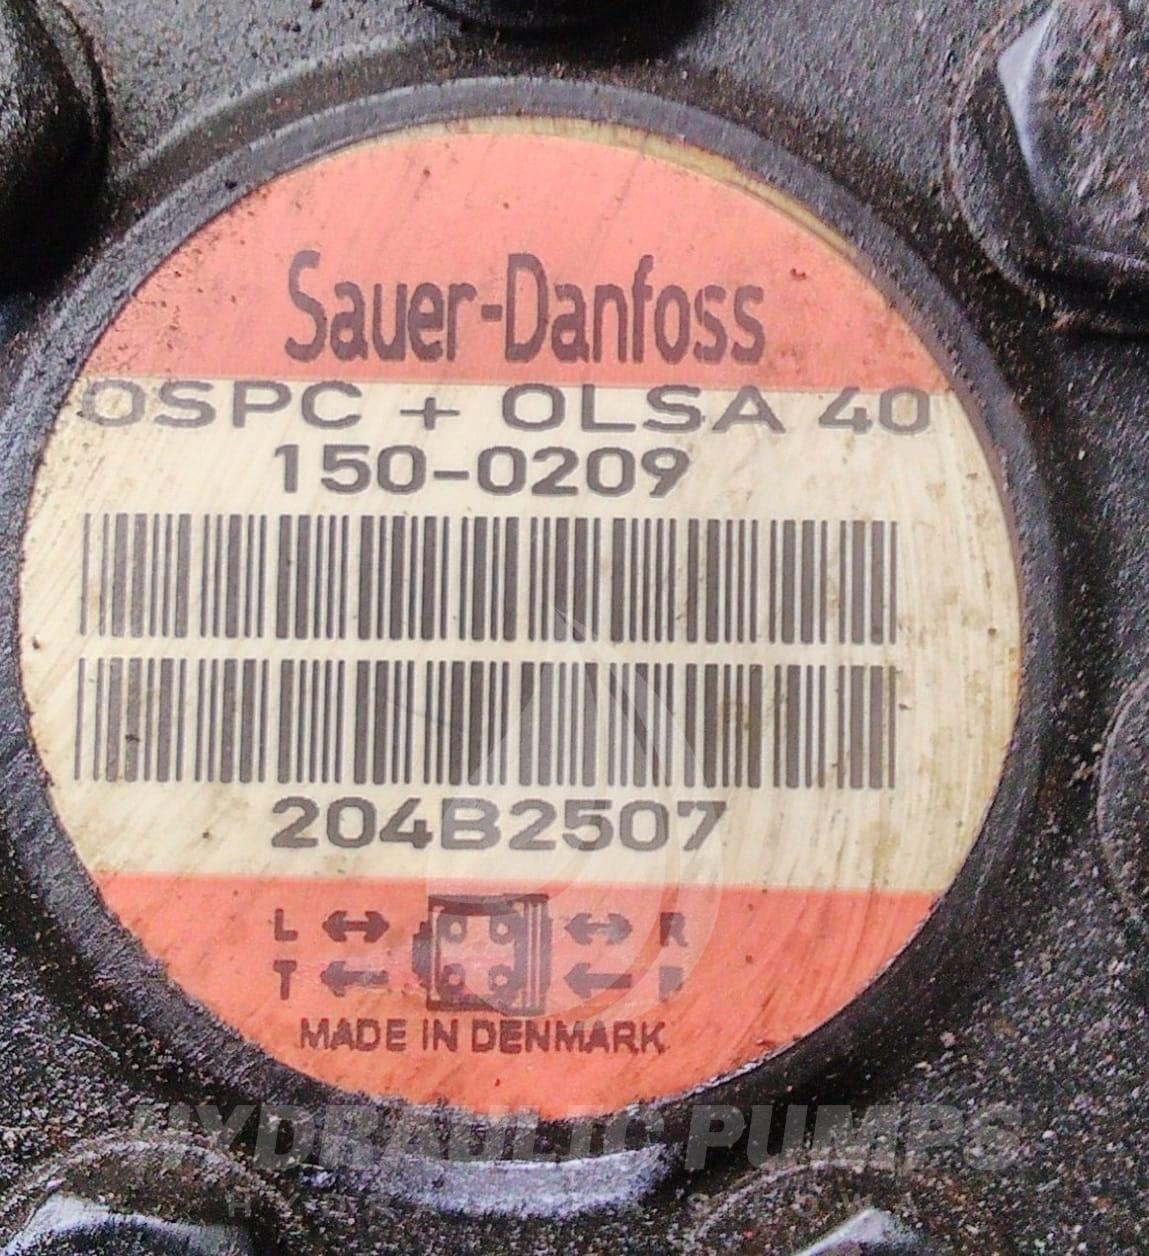 Sauer-Danfoss
OSPC + OLSA 40
150-0209
204B2507
L R
T
MADE IN DENMARK
HYDRAULIC PUMPS